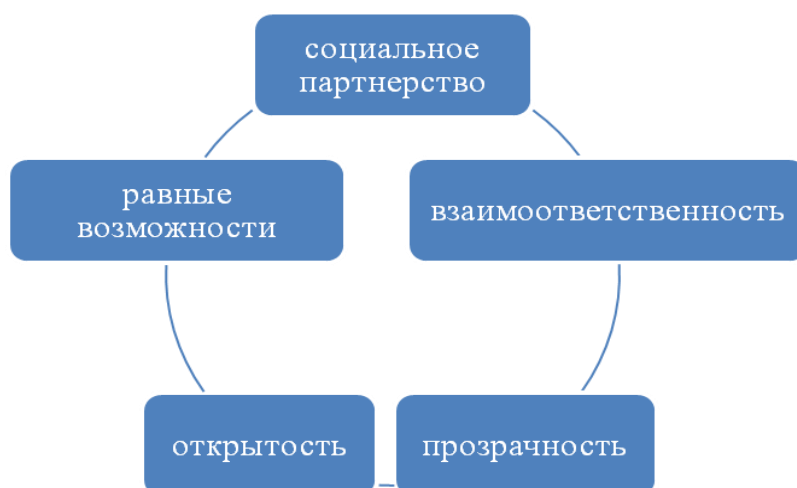 социальное
партнерство
равные
возможности
взаимоответственность
открытость
прозрачность